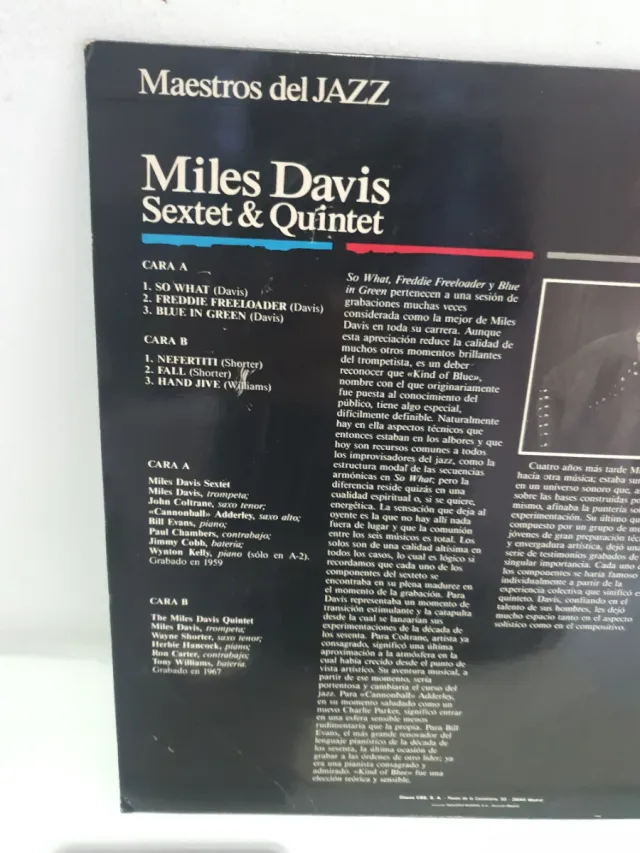 Maestros del JAZZ
Miles Davis
Sextet & Quintet
CARA A
1. SO WHAT (Davis)
2. FREDDIE FREELOADER (Davis)
3. BLUE IN GREEN (Davis)
CARA B
1. NEFERTITI (Shorter)
2. FALL (Shorter)
3. HAND JIVE (Williams)
CARA A
Miles Davis Sextet
Miles Davis, trompeta;
John Coltrane, saxo tenor;
«Cannonball» Adderley, saxo alto;
Bill Evans, piano;
Paul Chambers, contrabajo;
Jimmy Cobb, batería;
Wynton Kelly, piano (sólo en A-2).
Grabado en 1959
CARA B
The Miles Davis Quintet
Miles Davis, trompeta;
Wayne Shorter, saxo tenor;
Herbie Hancock, piano;
Ron Carter, contrabajo;
Tony Williams, batería.
Grabado en 1967
So What, Freddie Freeloader y Blue
in Green pertenecen a una sesión de
grabaciones muchas veces
considerada como la mejor de Miles
Davis en toda su carrera. Aunque
esta apreciación reduce la calidad de
muchos otros momentos brillantes
del trompetista, es un deber
reconocer que «Kind of Blue»,
nombre con el que originariamente
fue puesta al conocimiento del
público, tiene algo especial,
difícilmente definible. Naturalmente
hay en ella aspectos técnicos que
entonces estaban en los albores y que
hoy son recursos comunes a todos
los improvisadores del jazz, como la
estructura modal de las secuencias
armónicas en So What; pero la
diferencia reside quizás en una
cualidad espiritual o, si se quiere,
energética. La sensación que deja al
oyente es la que no hay allí nada
fuera de lugar y que la comunión
entre los seis músicos es total. Los
solos son de una calidad altísima en
todos los casos, lo cual es lógico si
recordamos que cada uno de los
componentes del sexteto se
encontraba en su plena madurez en
el momento de la grabación. Para
Davis representaba un momento de
transición estimulante y la catapulta
desde la cual se lanzarían sus
experimentaciones de la década de
los sesenta. Para Coltrane, artista ya
consagrado, significó una última
aproximación a la atmósfera en la
cual había crecido desde el punto de
vista artístico. Su aventura musical, a
partir de ese momento, sería
portentosa y cambiaría el curso del
jazz. Para «Cannonball» Adderley,
en su momento saludado como un
nuevo Charlie Parker, significó entrar
en una esfera sensible menos
rudimentaria que la propia. Para Bill
Evans, el más grande renovador del
lenguaje pianístico de la década de
los sesenta, la última ocasión de
grabar a las órdenes de otro líder; ya
era una pianista consagrado y
admirado. «Kind of Blue» fue una
elección teórica y sensible.
Cuatro años más tarde
hacia otra música; estaba
en un universo sonoro que,
sobre las bases construidas
mismo, afinaba la puntería
experimentación. Su último
compuesto por un grupo de
jóvenes de gran preparación
y envergadura artística, dejó
serie de testimonios grabados de
singular importancia. Cada uno
los componentes se haría famoso
individualmente a partir de la
experiencia colectiva que significó el
quinteto. Davis, confiando en el
talento de sus hombres, les dejó
mucho espacio tanto en el aspecto
solístico como en el compositivo.